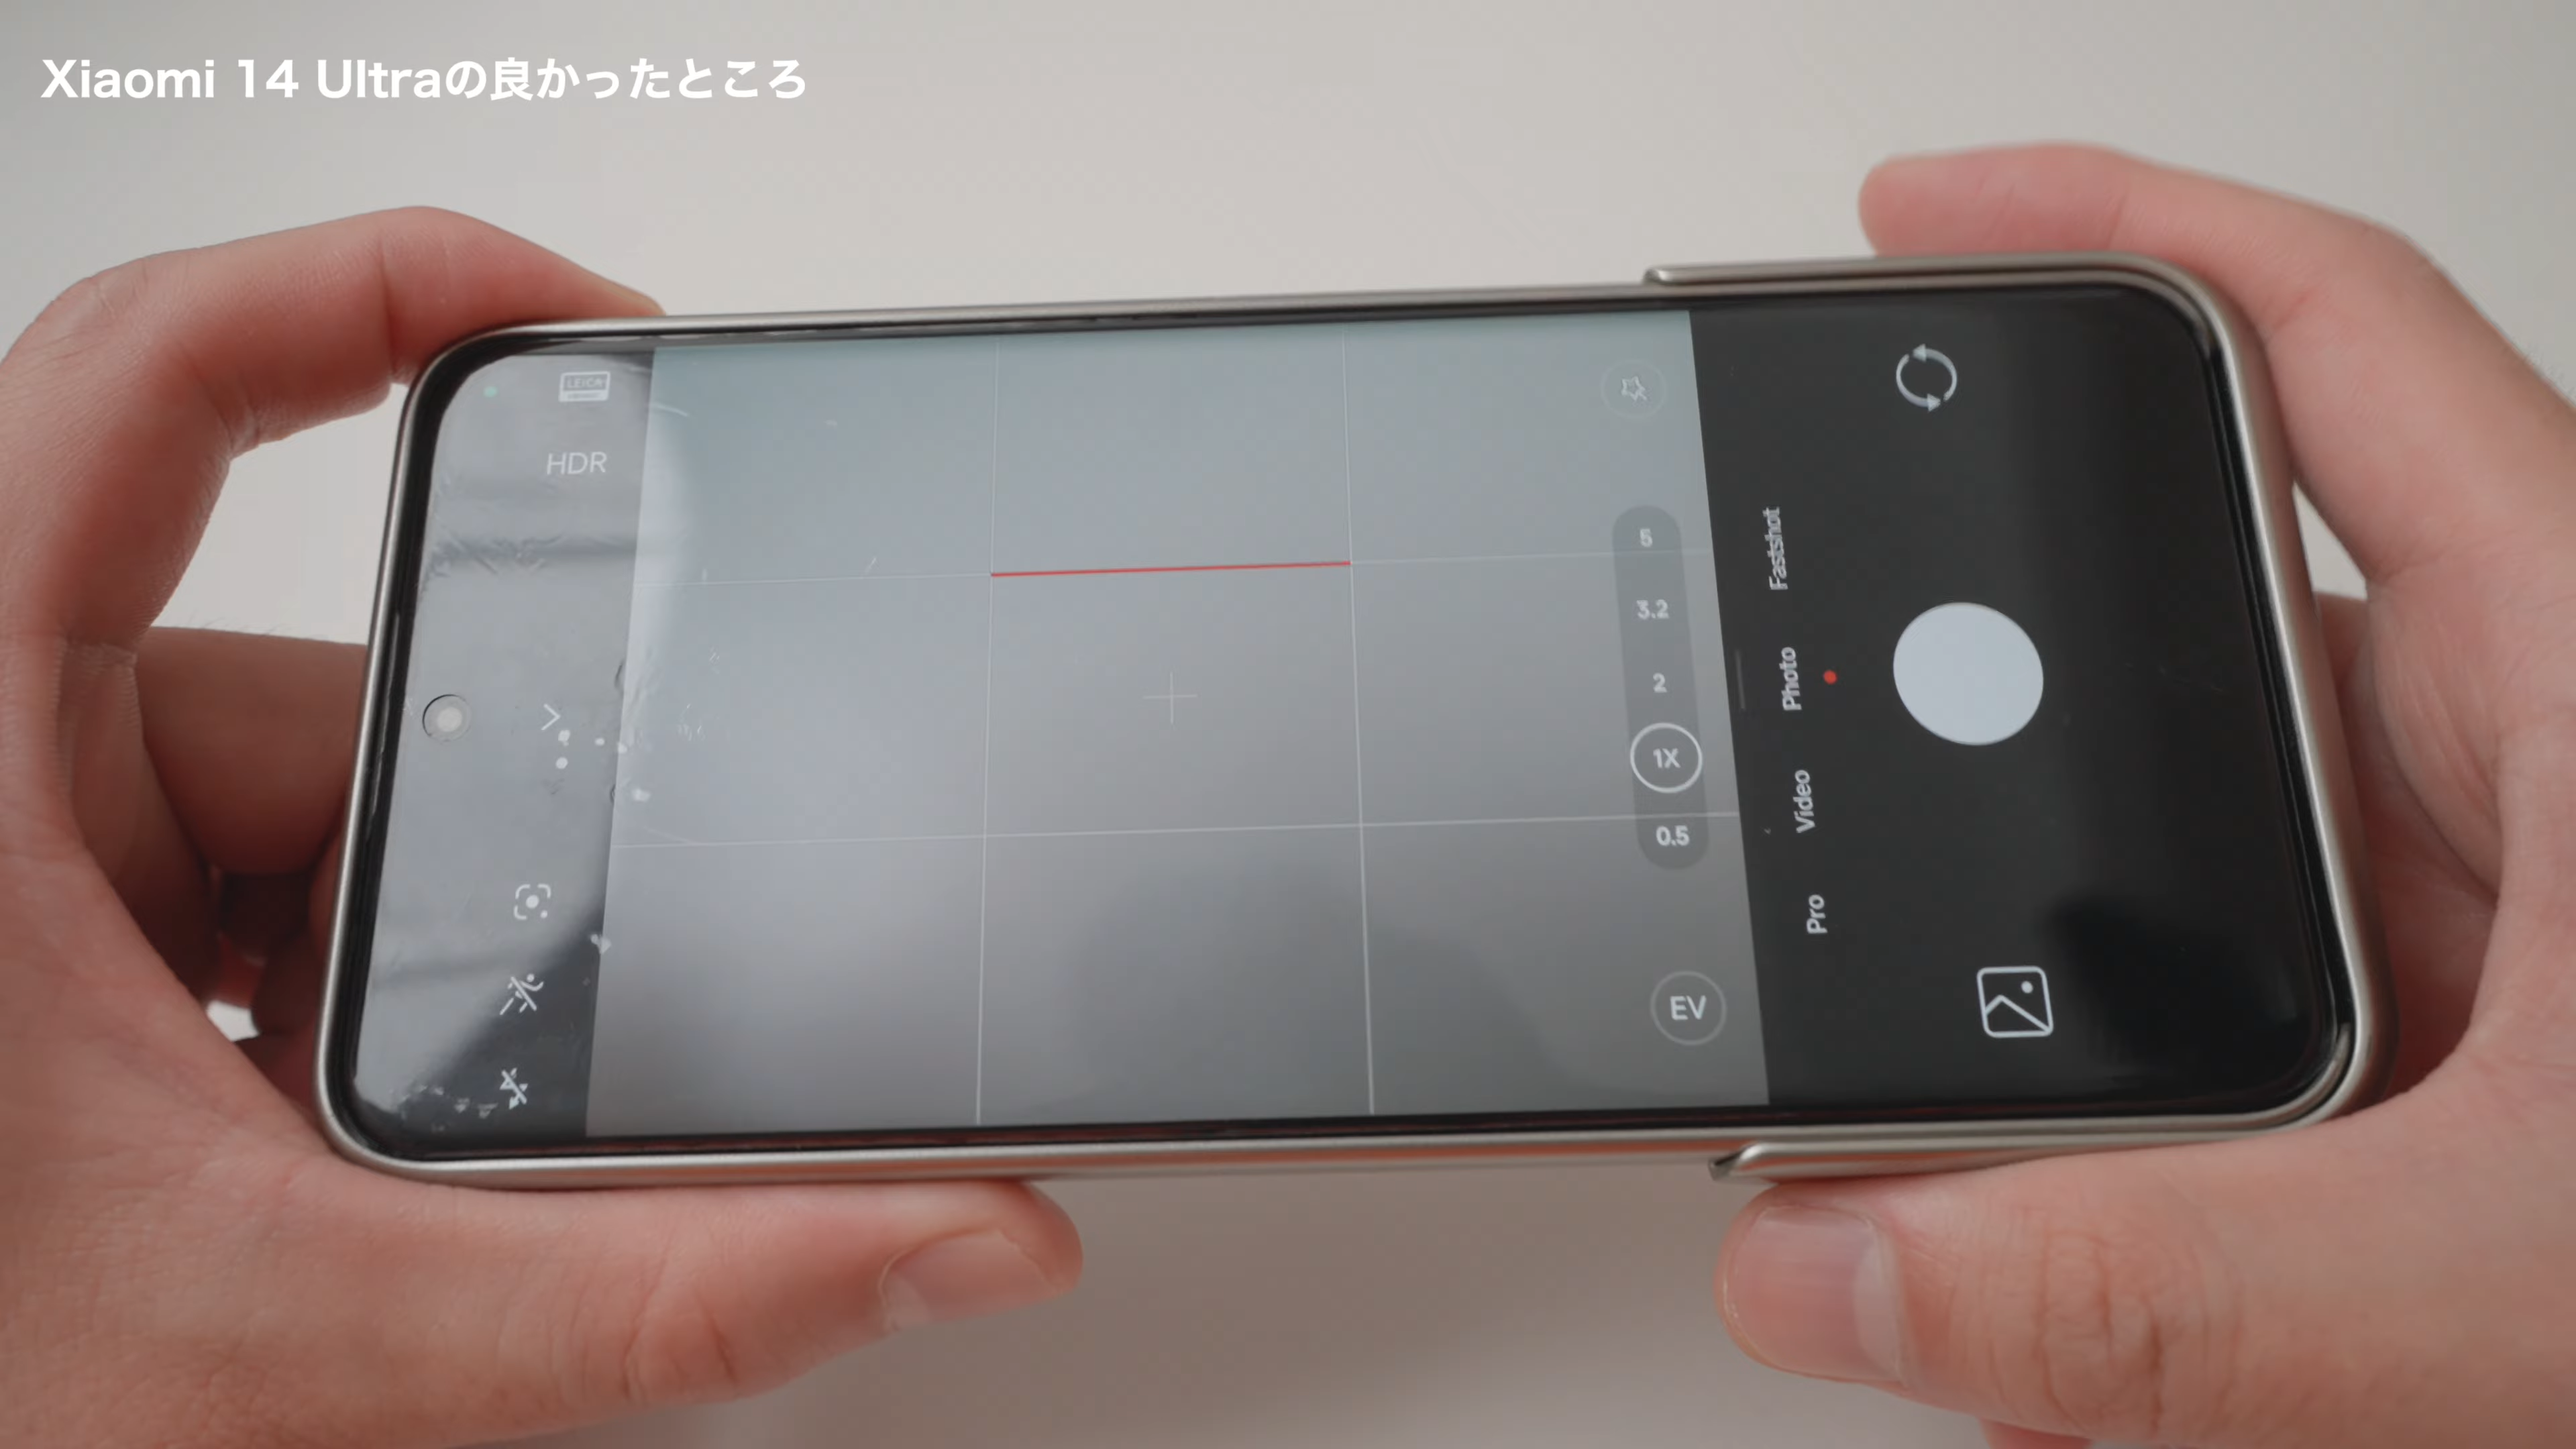 Xiaomi 14 Ultraの良かったところ
LEICA
HDR
5
3.2
2
1X
0.5
EV
Fastshot
Photo
Video
Pro